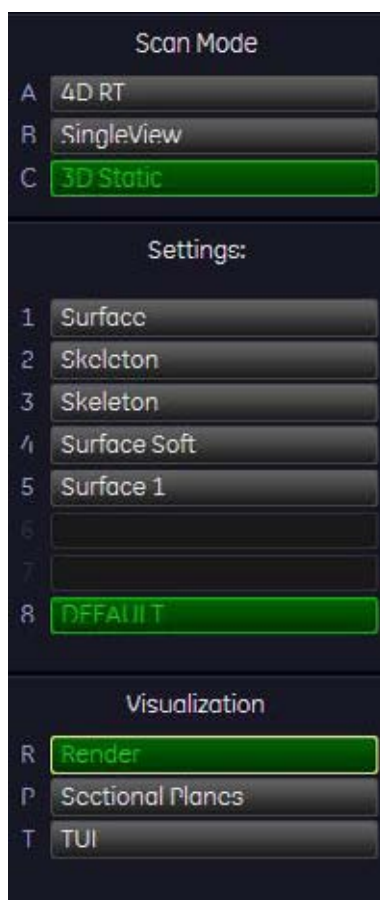 Scan Mode
A 4D RT
B SingleView
C 3D Static
Settings:
1 Surface
2 Skeleton
3 Skeleton
4 Surface Soft
5 Surface 1
6
7
8 DEFAULT
Visualization
R Render
P Sectional Planes
T TUI